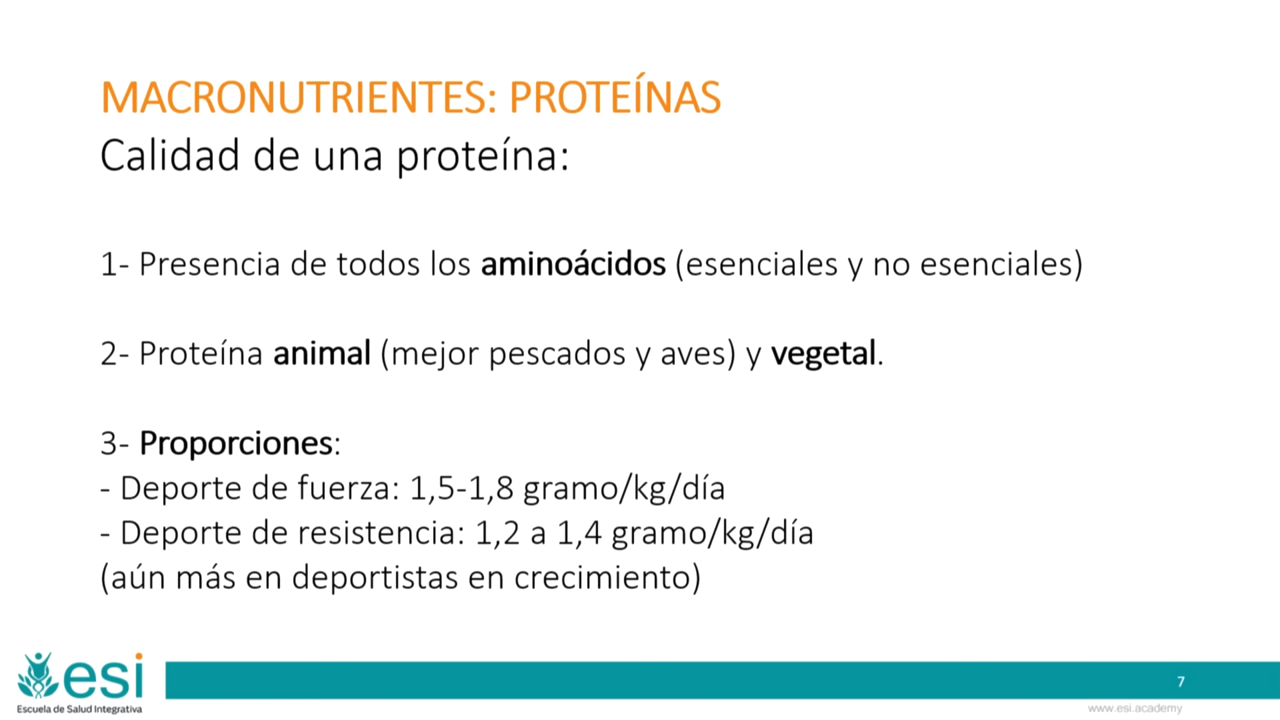 MACRONUTRIENTES: PROTEÍNAS
Calidad de una proteína:
1- Presencia de todos los aminoácidos (esenciales y no esenciales)
2- Proteína animal (mejor pescados y aves) y vegetal.
3- Proporciones:
- Deporte de fuerza: 1,5-1,8 gramo/kg/día
- Deporte de resistencia: 1,2 a 1,4 gramo/kg/día
(aún más en deportistas en crecimiento)
esi
Escuela de Salud Integrativa
7
www.esi.academy